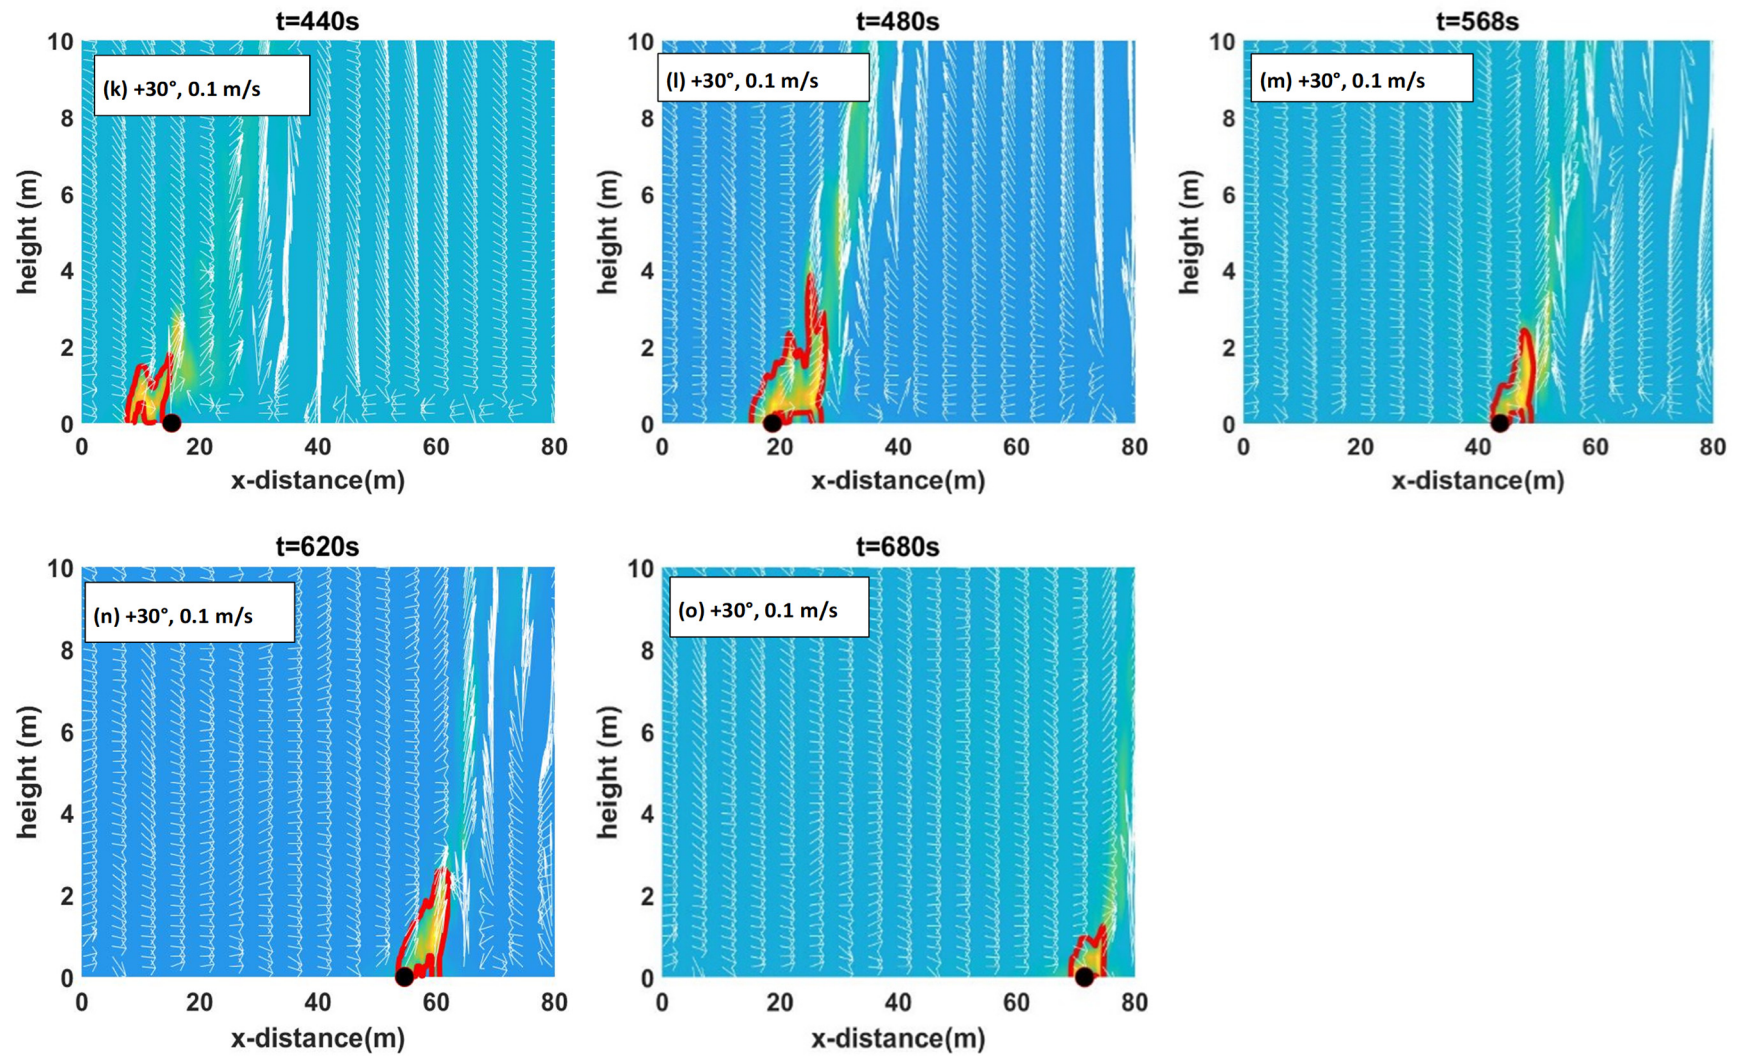 t=440s
(k) +30°, 0.1 m/s
10
8
6
4
2
0
height (m)
0 20 40 60 80
x-distance(m)
t=480s
(l) +30°, 0.1 m/s
10
8
6
4
2
0
height (m)
0 20 40 60 80
x-distance(m)
t=568s
(m) +30°, 0.1 m/s
10
8
6
4
2
0
height (m)
0 20 40 60 80
x-distance(m)
t=620s
(n) +30°, 0.1 m/s
10
8
6
4
2
0
height (m)
0 20 40 60 80
x-distance(m)
t=680s
(o) +30°, 0.1 m/s
10
8
6
4
2
0
height (m)
0 20 40 60 80
x-distance(m)